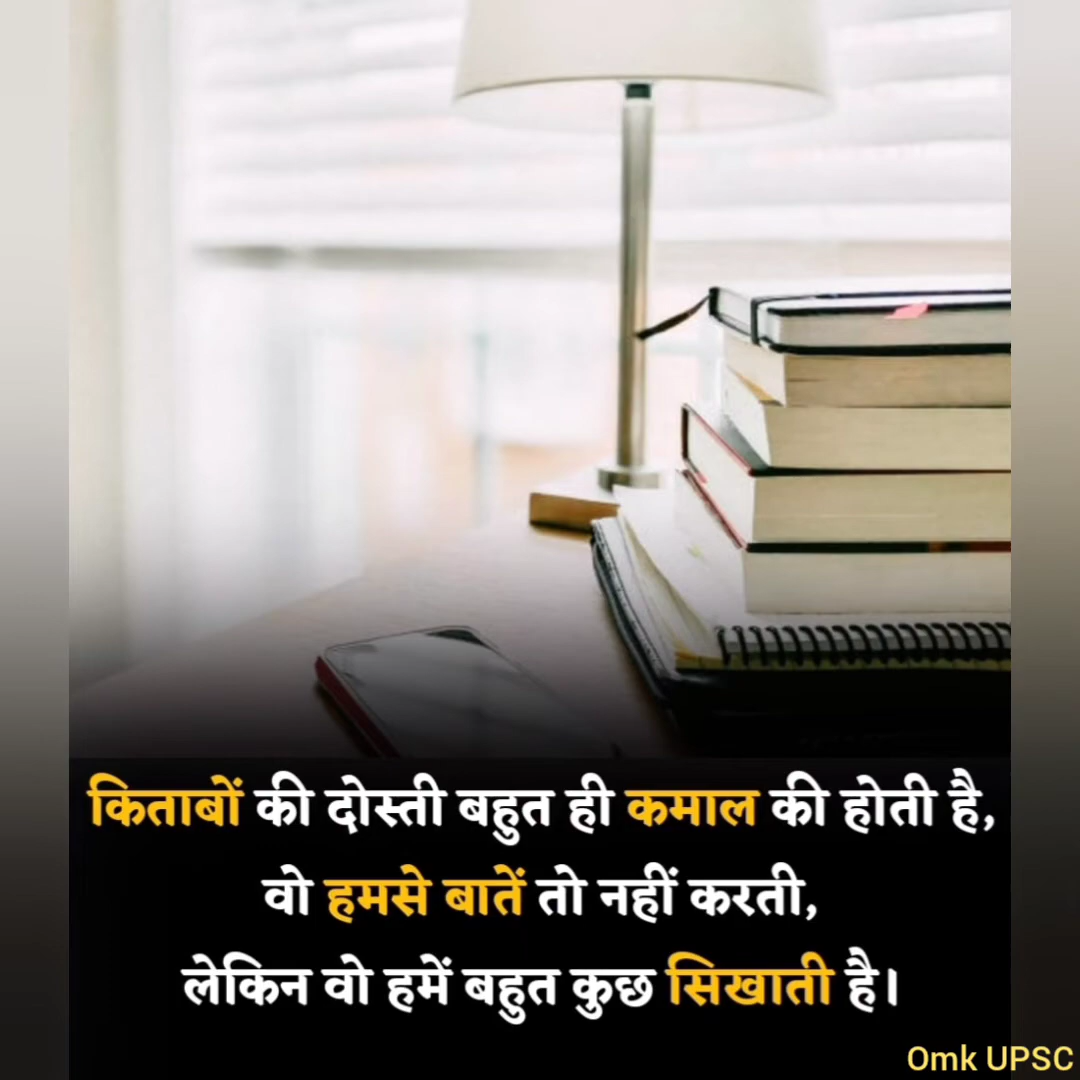 किताबों की दोस्ती बहुत ही कमाल की होती है,
वो हमसे बातें तो नहीं करती,
लेकिन वो हमें बहुत कुछ सिखाती है।
Omk UPSC